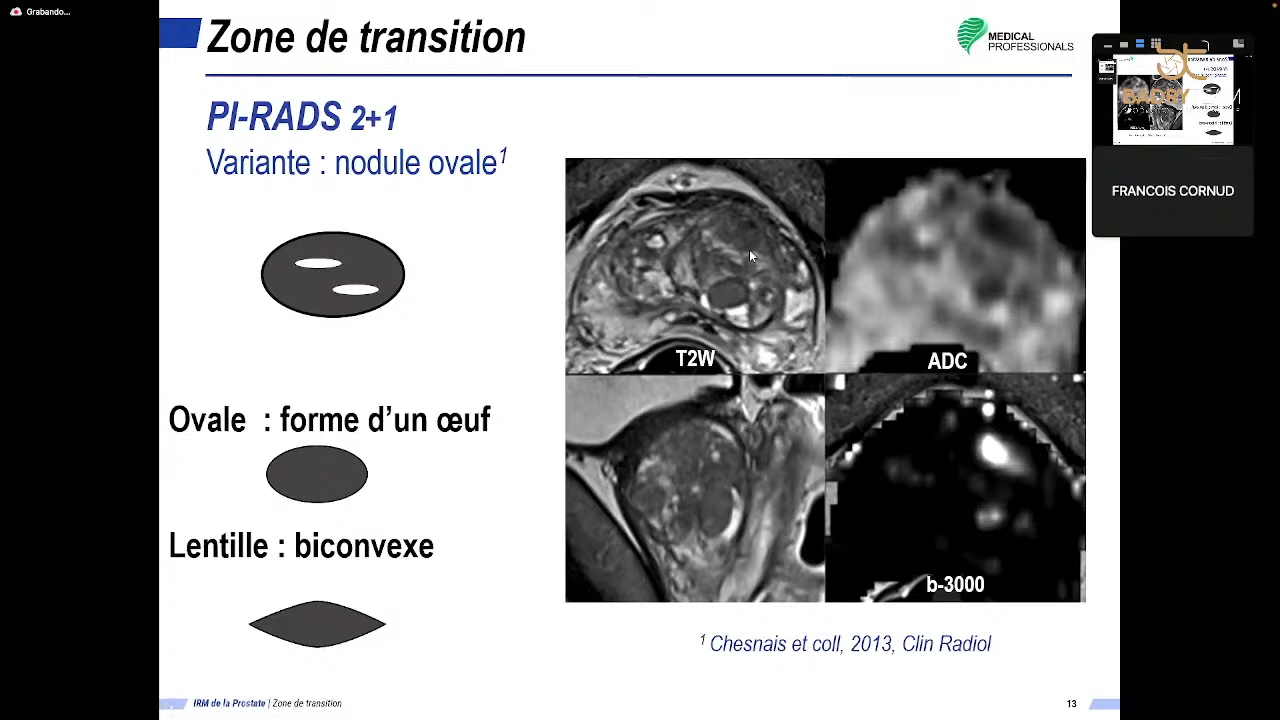 Grabando...
Zone de transition
MEDICAL
PROFESSIONALS
PI-RADS 2+1
Variante : nodule ovale1
FRANCOIS CORNUD
T2W
ADC
Ovale : forme d'un œuf
Lentille : biconvexe
b-3000
1 Chesnais et coll, 2013, Clin Radiol
IRM de la Prostate | Zone de transition
13